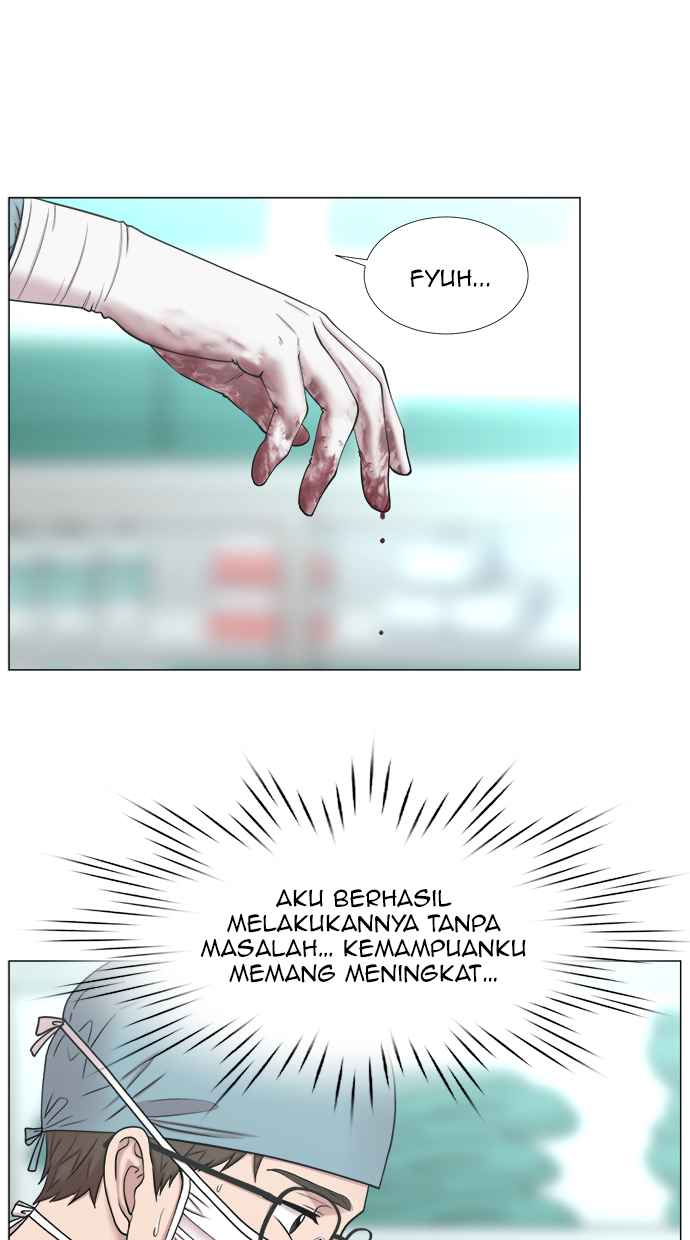 FYUH...
AKU BERHASIL
MELAKUKANNYA TANPA
MASALAH... KEMAMPUANKU
MEMANG MENINGKAT...